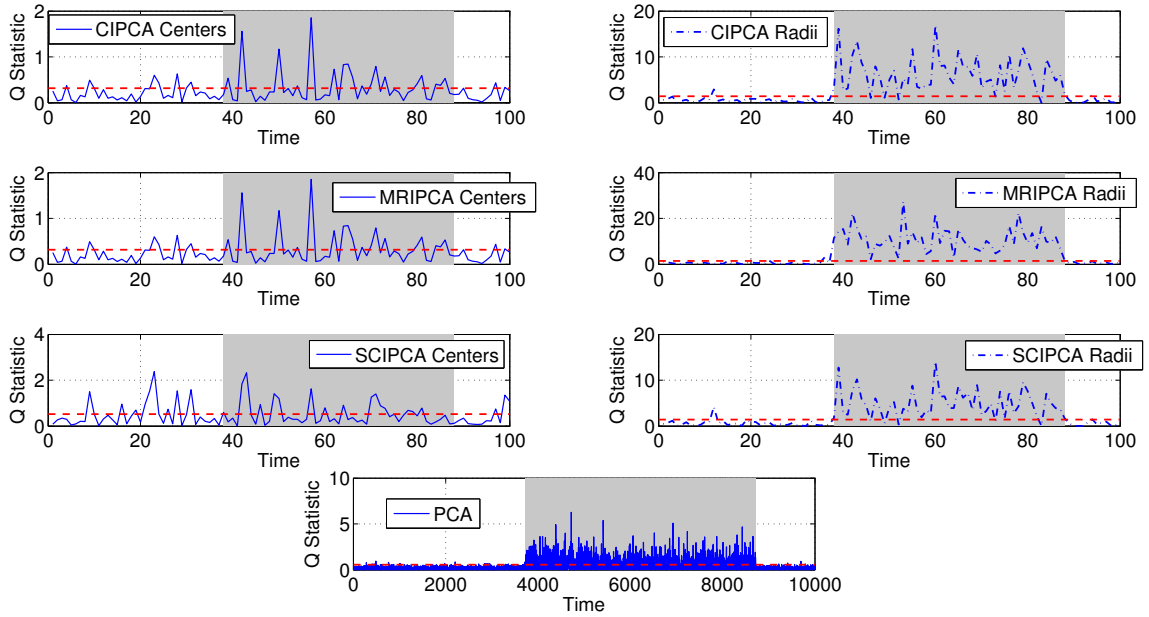 2
1
0
Q Statistic
CIPCA Centers
0 20 40 60 80 100
Time
20
10
0
Q Statistic
CIPCA Radii
0 20 40 60 80 100
Time
2
1
0
Q Statistic
MRIPCA Centers
0 20 40 60 80 100
Time
40
20
0
Q Statistic
MRIPCA Radii
0 20 40 60 80 100
Time
4
2
0
Q Statistic
SCIPCA Centers
0 20 40 60 80 100
Time
20
10
0
Q Statistic
SCIPCA Radii
0 20 40 60 80 100
Time
10
5
0
Q Statistic
PCA
0 2000 4000 6000 8000 10000
Time